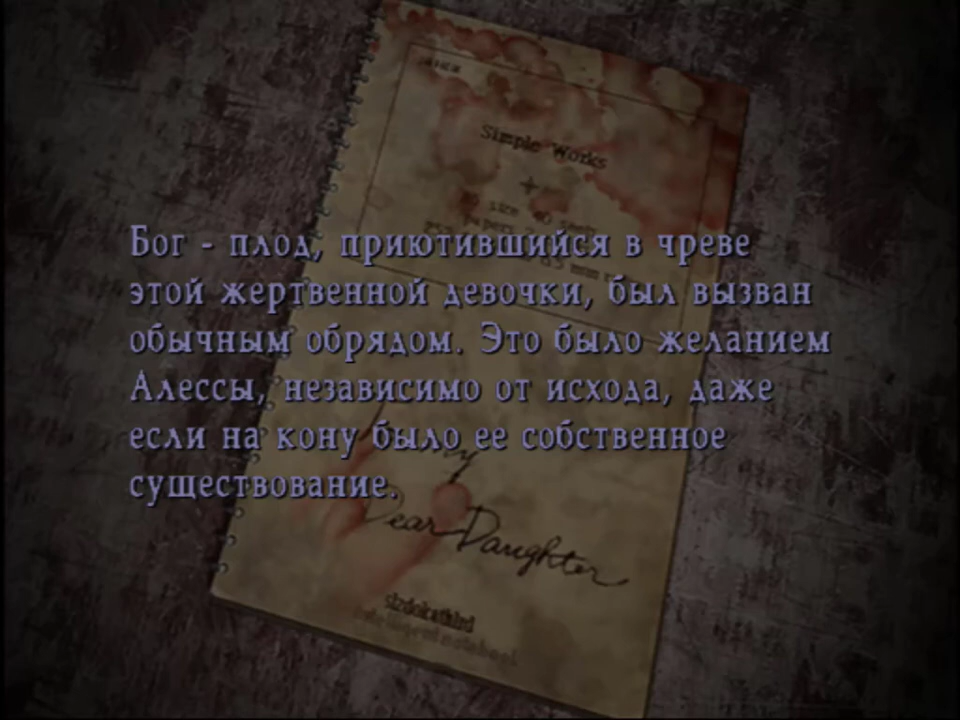 Simple Works
Бог - плод, приютившийся в чреве
этой жертвенной девочки, был вызван
обычным обрядом. Это было желанием
Алессы, независимо от исхода, даже
если на кону было ее собственное
существование.
My
Dear Daughter